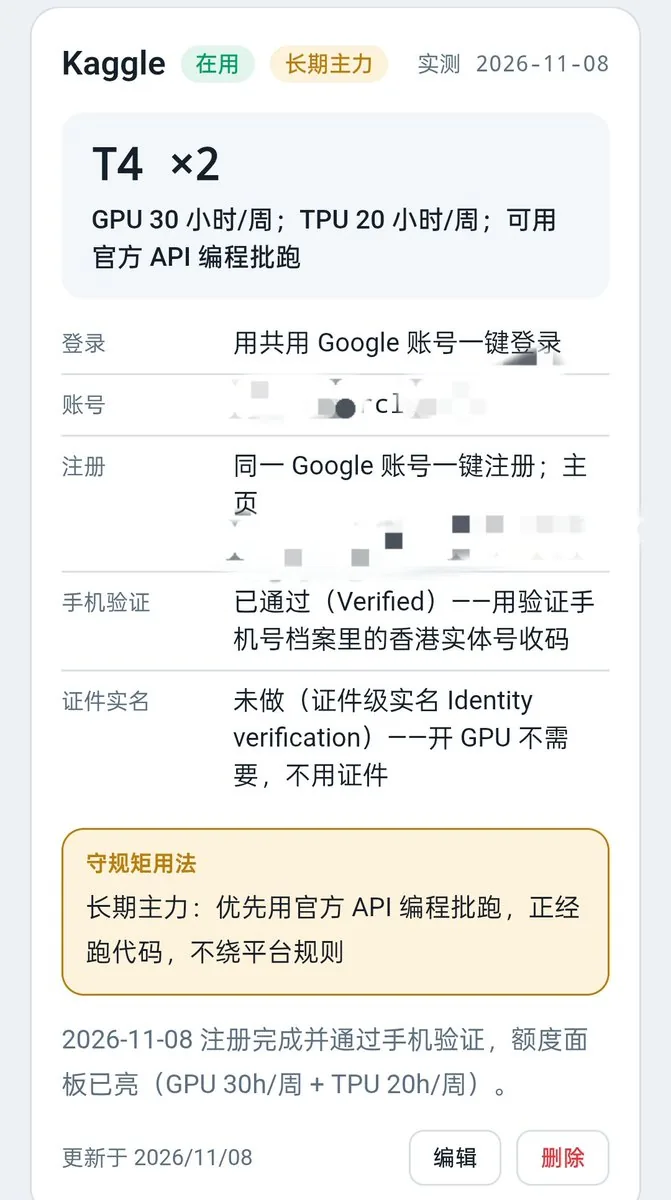 Kaggle 在用 长期主力 实测 2026-11-08
T4 ×2
GPU 30 小时/周；TPU 20 小时/周；可用
官方 API 编程批跑
登录 用共用 Google 账号一键登录
账号 cl
注册 同一 Google 账号一键注册；主
页
手机验证 已通过（Verified）——用验证手
机号档案里的香港实体号收码
证件实名 未做（证件级实名 Identity
verification）——开 GPU 不需
要，不用证件
守规矩用法
长期主力：优先用官方 API 编程批跑，正经
跑代码，不绕平台规则
2026-11-08 注册完成并通过手机验证，额度面
板已亮（GPU 30h/周 + TPU 20h/周）。
更新于 2026/11/08 编辑 删除